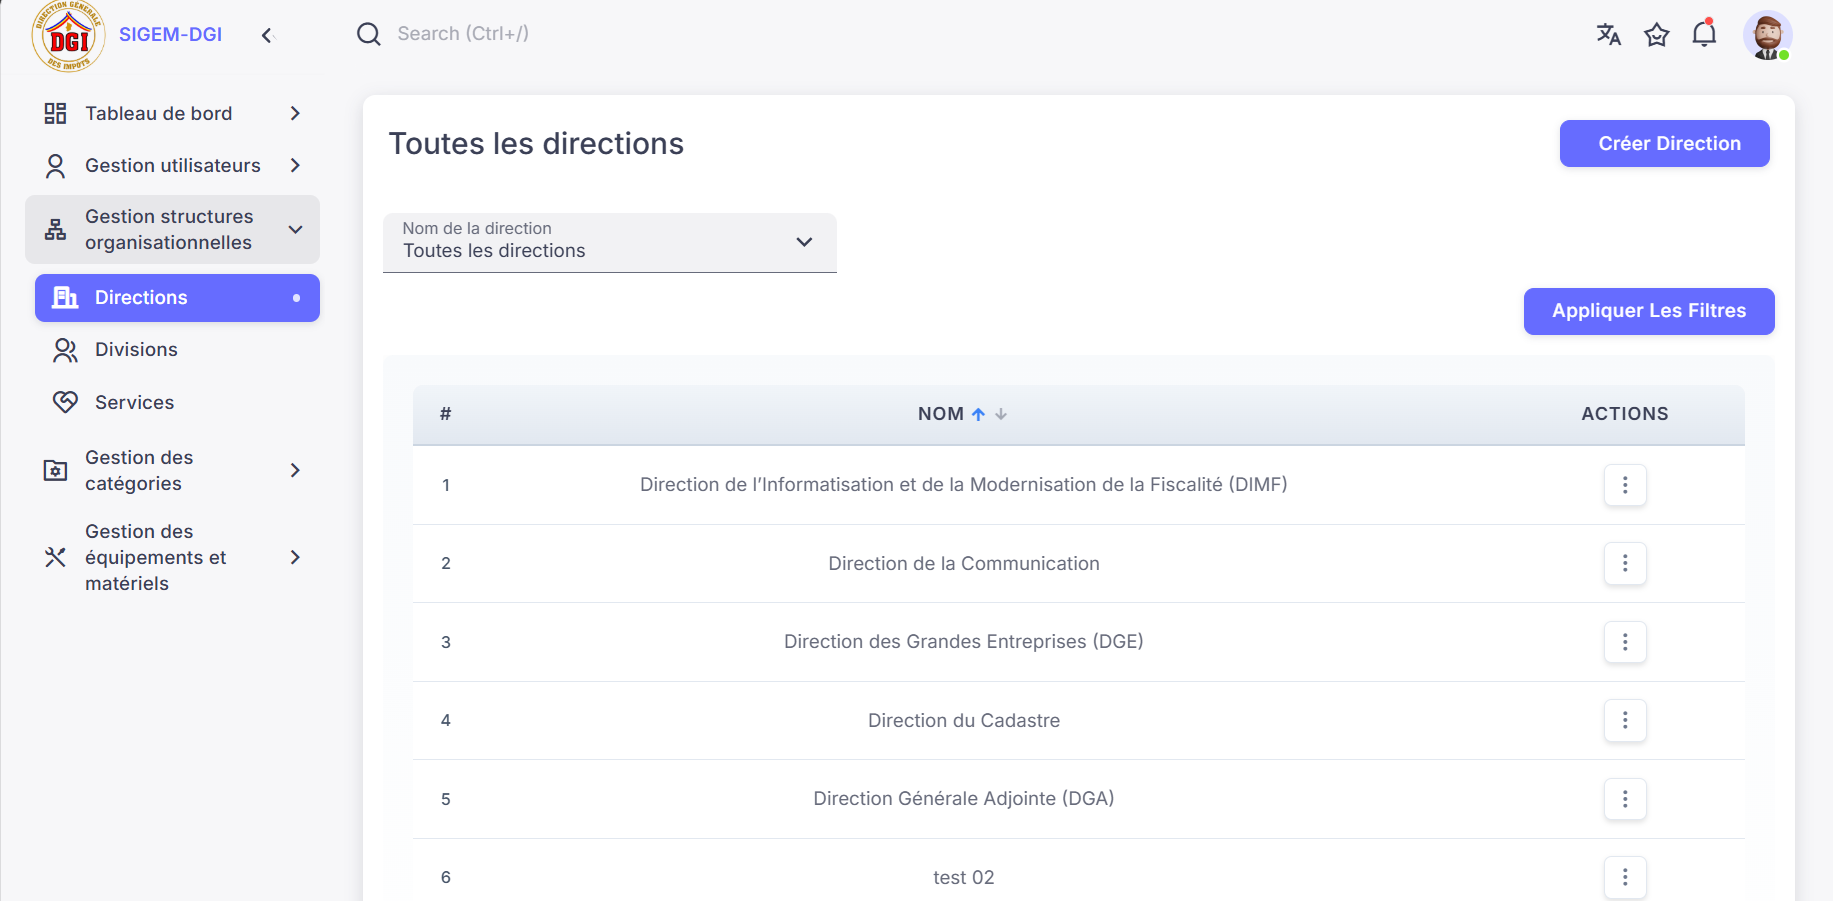 DIRECTION GÉNÉRALE
DGI
DES IMPÔTS
SIGEM-DGI
Search (Ctrl+/)
Tableau de bord
Gestion utilisateurs
Gestion structures
organisationnelles
Directions
Divisions
Services
Gestion des
catégories
Gestion des
équipements et
matériels
Toutes les directions
Créer Direction
Nom de la direction
Toutes les directions
Appliquer Les Filtres
# NOM ACTIONS
1 Direction de l’Informatisation et de la Modernisation de la Fiscalité (DIMF)
2 Direction de la Communication
3 Direction des Grandes Entreprises (DGE)
4 Direction du Cadastre
5 Direction Générale Adjointe (DGA)
6 test 02